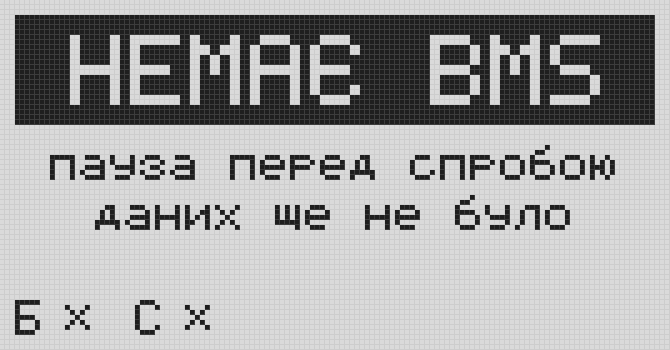 НЕМАЄ BMS
пауза перед спробою
даних ще не було
Б × С ×